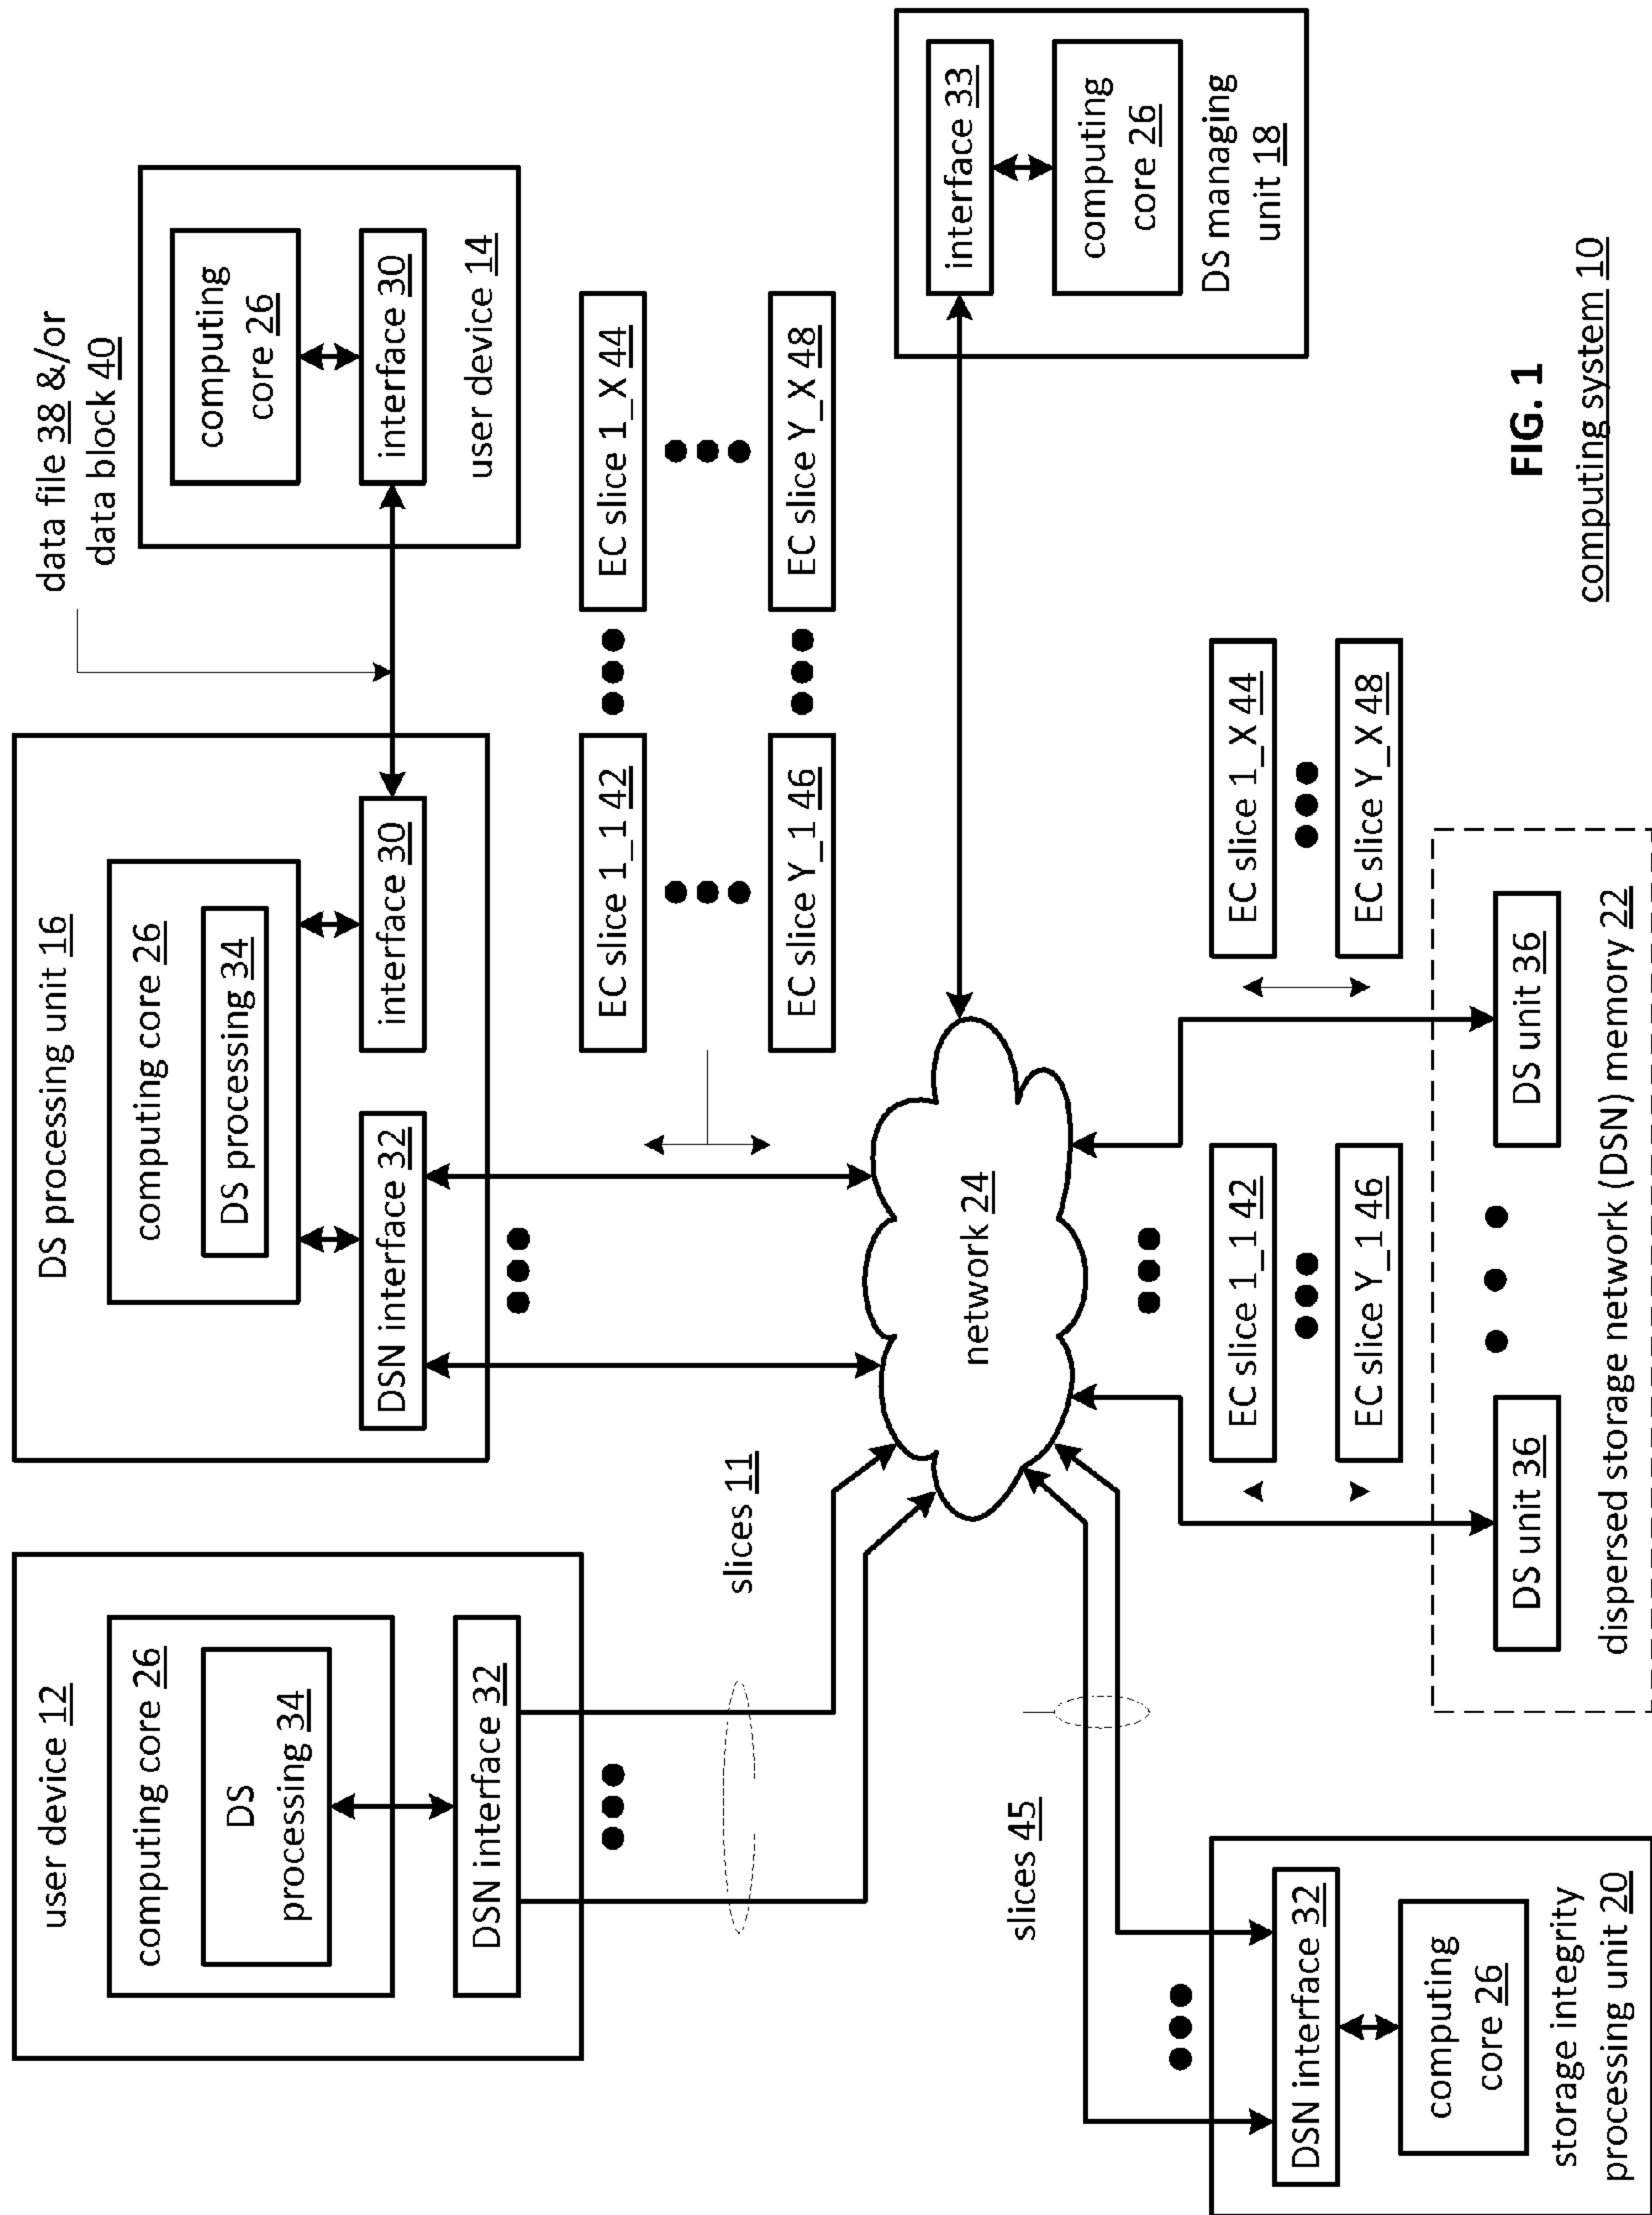 user device 12
computing core 26
DS
processing 34
DSN interface 32
slices 11
DS processing unit 16
computing core 26
DS processing 34
DSN interface 32
interface 30
data file 38 &/or
data block 40
computing
core 26
interface 30
user device 14
EC slice 1_1 42
EC slice 1_X 44
EC slice Y_1 46
EC slice Y_X 48
network 24
interface 33
computing
core 26
DS managing
unit 18
slices 45
DSN interface 32
computing
core 26
storage integrity
processing unit 20
EC slice 1_1 42
EC slice 1_X 44
EC slice Y_1 46
EC slice Y_X 48
DS unit 36
DS unit 36
dispersed storage network (DSN) memory 22
FIG. 1
computing system 10